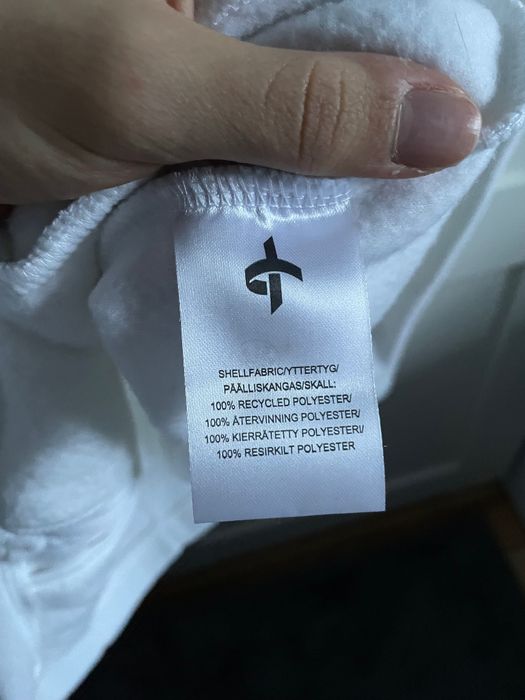 SHELLFABRIC/YTTERTYG/
PÄÄLLISKANGAS/SKALL:
100% RECYCLED POLYESTER/
100% ÅTERVINNING POLYESTER/
100% KIERRÄTETTY POLYESTERI/
100% RESIRKILT POLYESTER